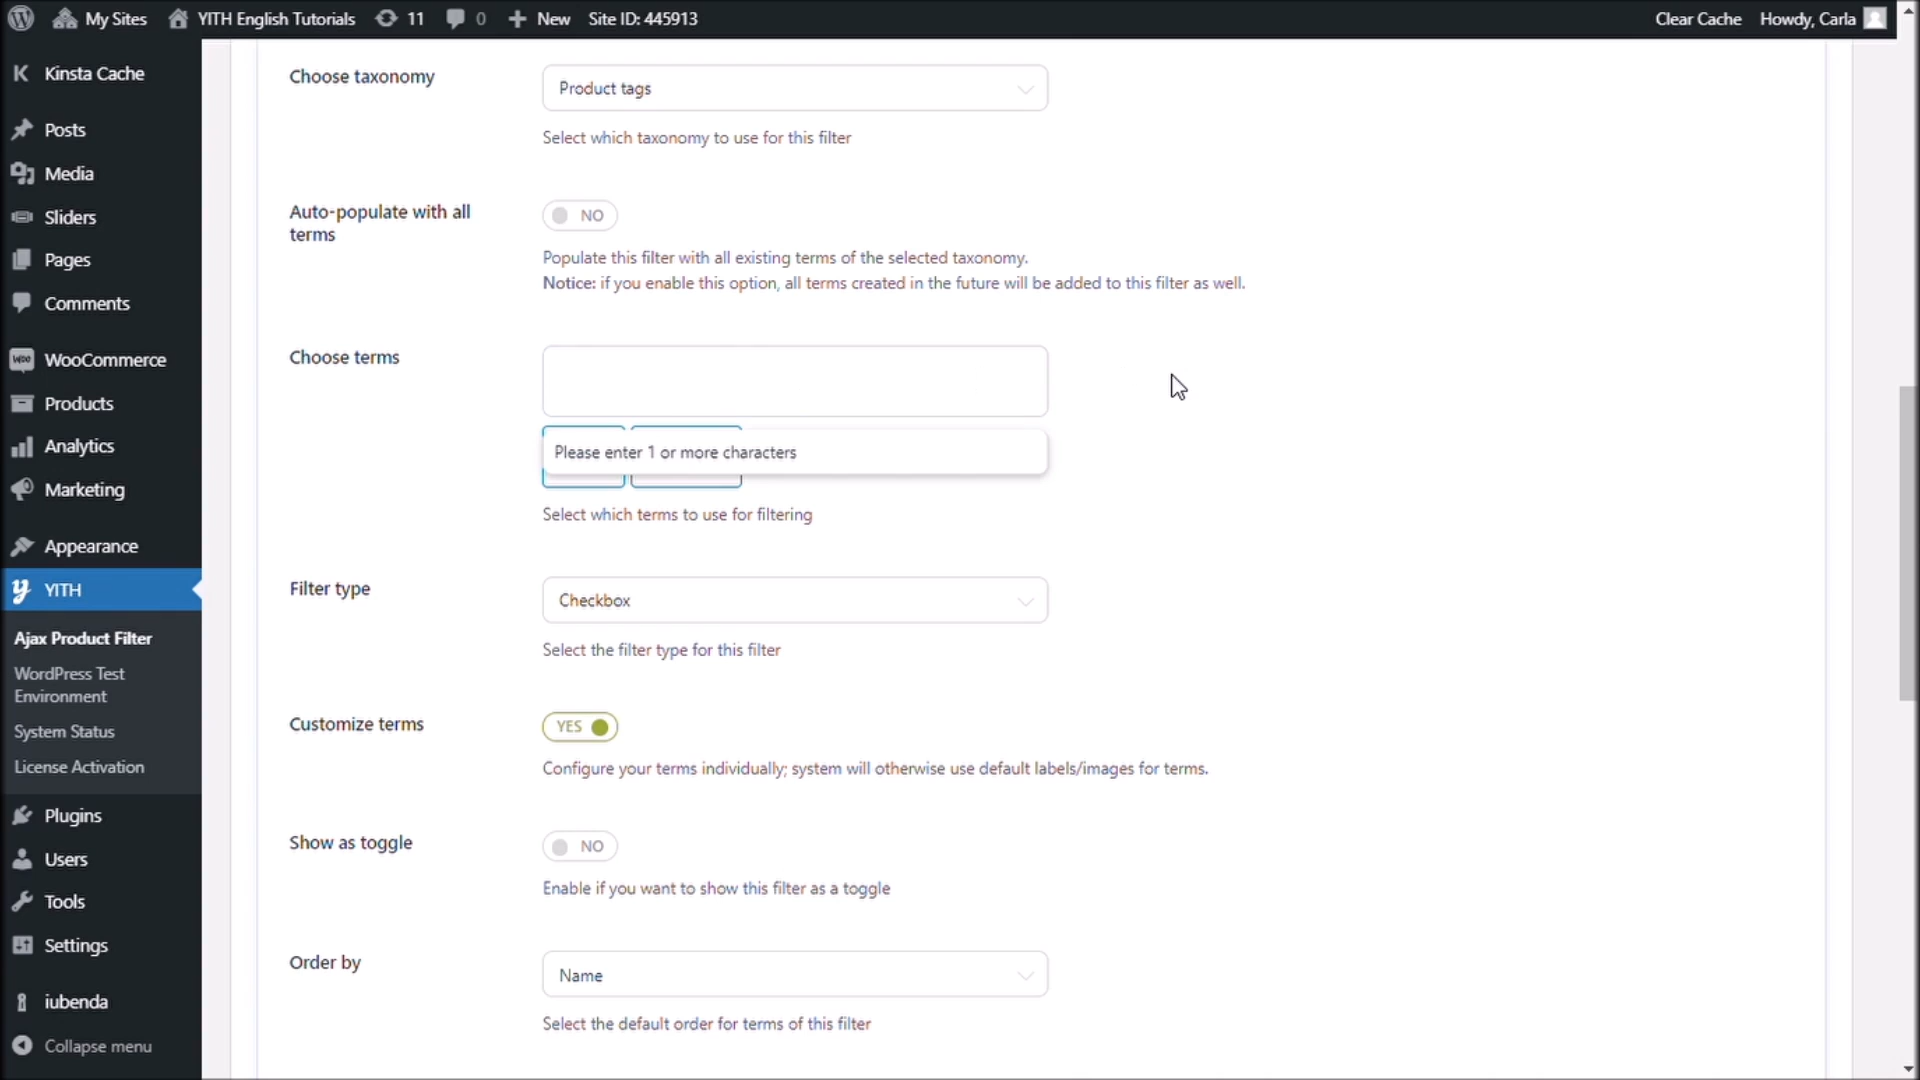 My Sites
YITH English Tutorials
11
0
New
Site ID: 445913
Clear Cache
Howdy, Carla
Kinsta Cache
Posts
Media
Sliders
Pages
Comments
WooCommerce
Products
Analytics
Marketing
Appearance
YITH
Ajax Product Filter
WordPress Test
Environment
System Status
License Activation
Plugins
Users
Tools
Settings
iubenda
Collapse menu
Choose taxonomy
Product tags
Select which taxonomy to use for this filter
Auto-populate with all
terms
NO
Populate this filter with all existing terms of the selected taxonomy.
Notice: if you enable this option, all terms created in the future will be added to this filter as well.
Choose terms
Please enter 1 or more characters
Select which terms to use for filtering
Filter type
Checkbox
Select the filter type for this filter
Customize terms
YES
Configure your terms individually; system will otherwise use default labels/images for terms.
Show as toggle
NO
Enable if you want to show this filter as a toggle
Order by
Name
Select the default order for terms of this filter